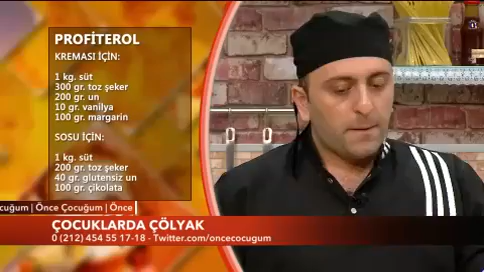 PROFİTEROL
KREMASI İÇİN:
1 kg. süt
300 gr. toz şeker
200 gr. un
10 gr. vanilya
100 gr. margarin
SOSU İÇİN:
1 kg. süt
200 gr. toz şeker
40 gr. glutensiz un
100 gr. çikolata
ocuğum | Önce Çocuğum | Önce
ÇOCUKLARDA ÇÖLYAK
0 (212) 454 55 17-18 - Twitter.com/oncecocugum